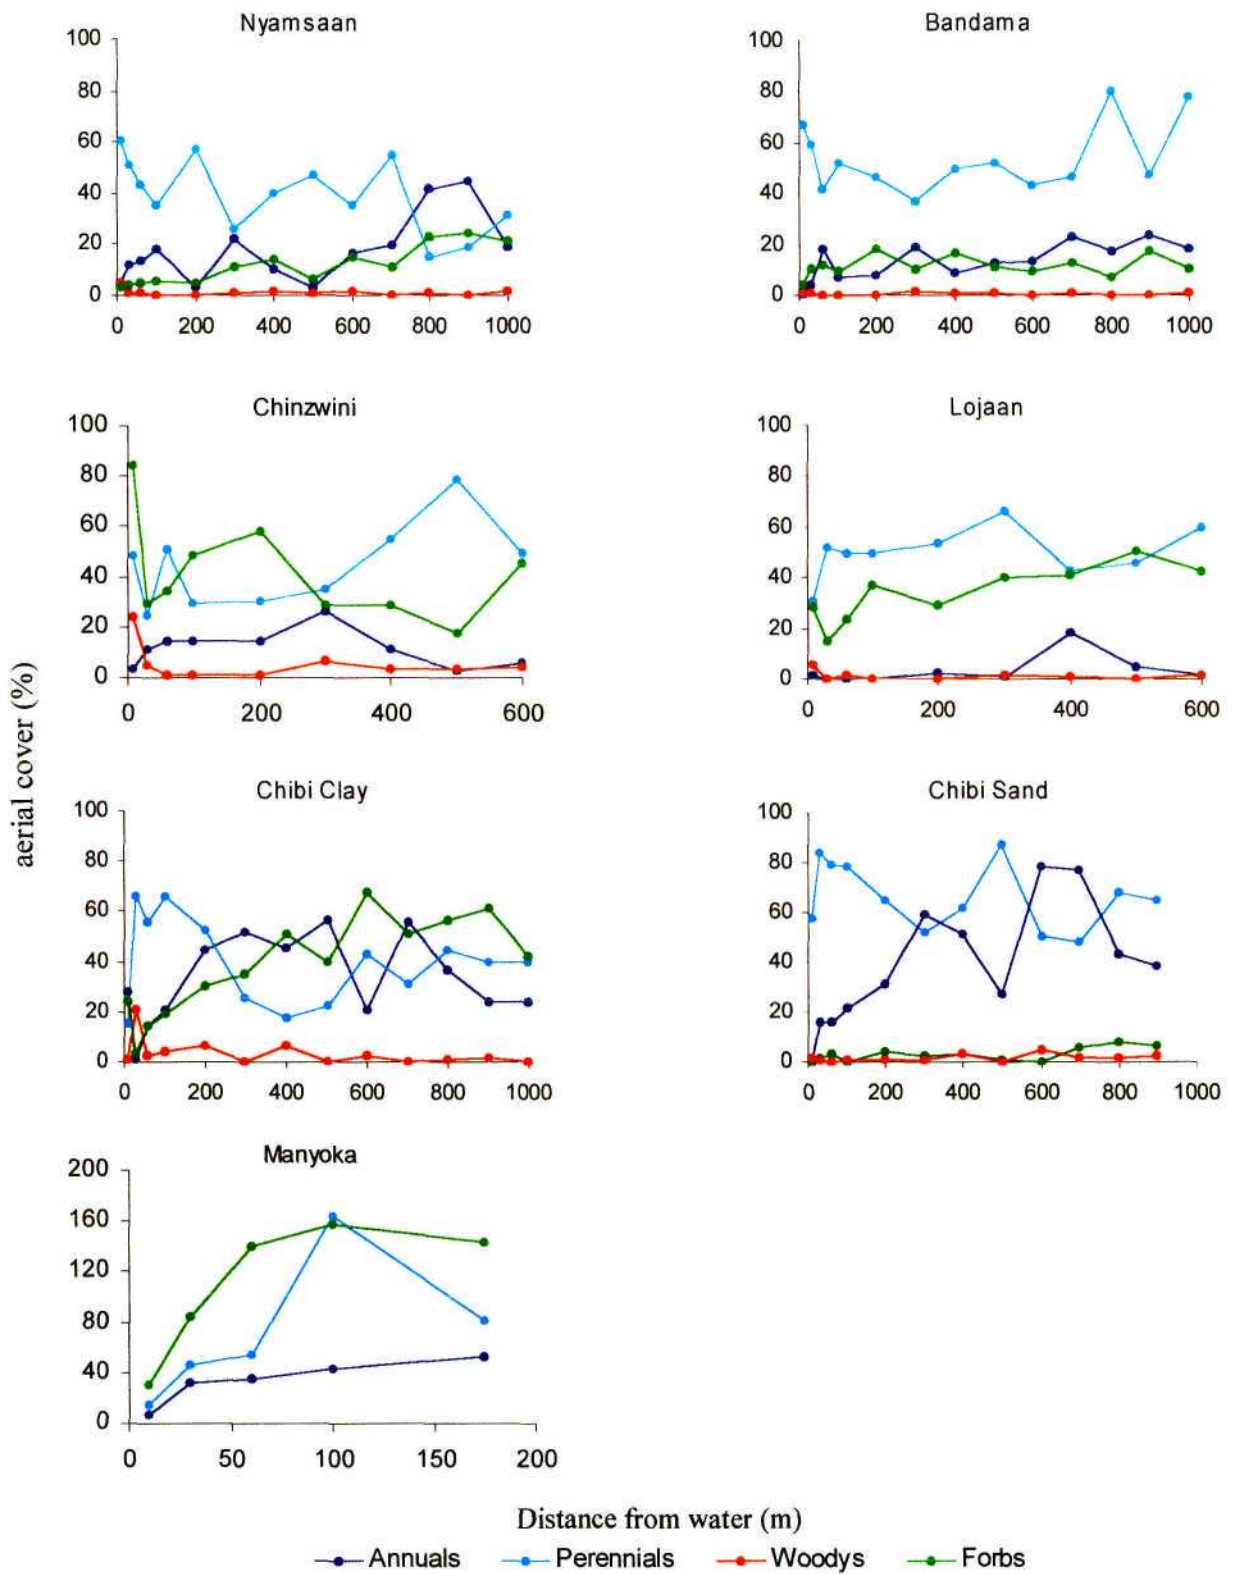 Nyamsaan
100
80
60
40
20
0
0 200 400 600 800 1000
Bandama
100
80
60
40
20
0
0 200 400 600 800 1000
Chinzwini
100
80
60
40
20
0
0 200 400 600
Lojaan
100
80
60
40
20
0
0 200 400 600
aerial cover (%)
Chibi Clay
100
80
60
40
20
0
0 200 400 600 800 1000
Chibi Sand
100
80
60
40
20
0
0 200 400 600 800 1000
Manyoka
200
160
120
80
40
0
0 50 100 150 200
Distance from water (m)
Annuals Perennials Woodys Forbs